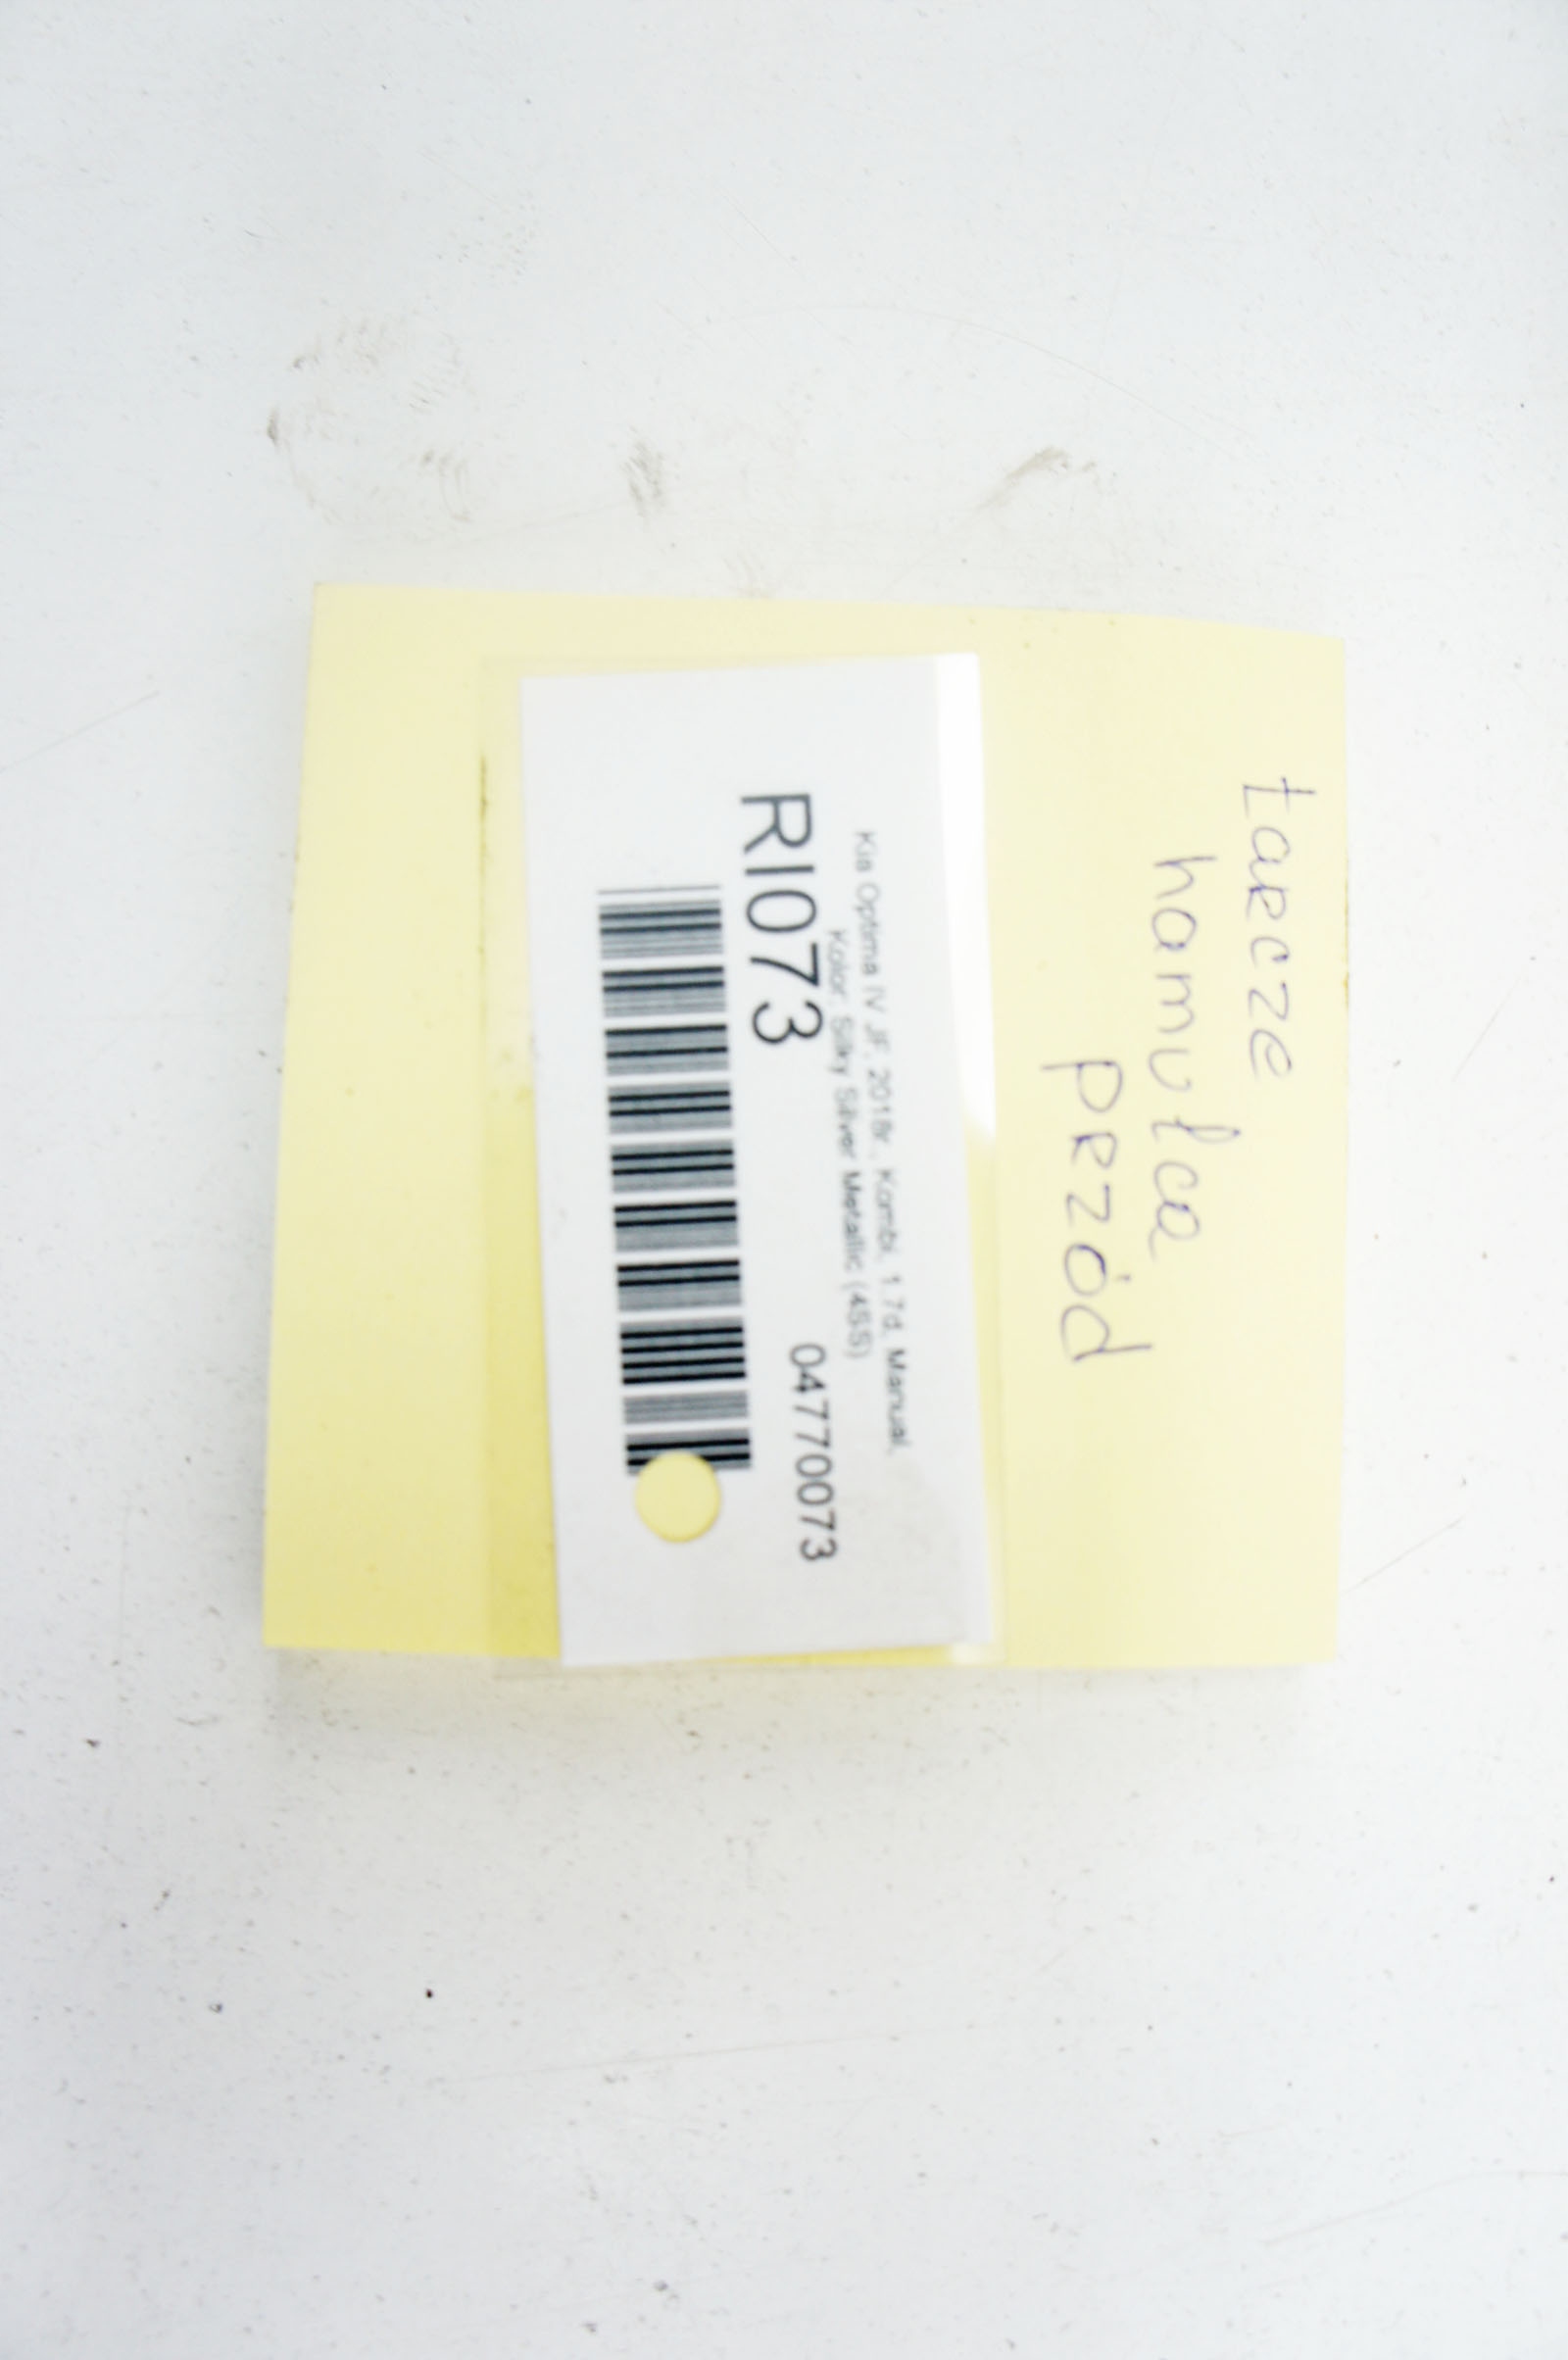 tarcze
hamulca
przód
Kia Optima IV JF, 2018r., Kombi, 1.7d, Manual,
Kolor: Silky Silver Metallic (4SS)
RI073
04770073